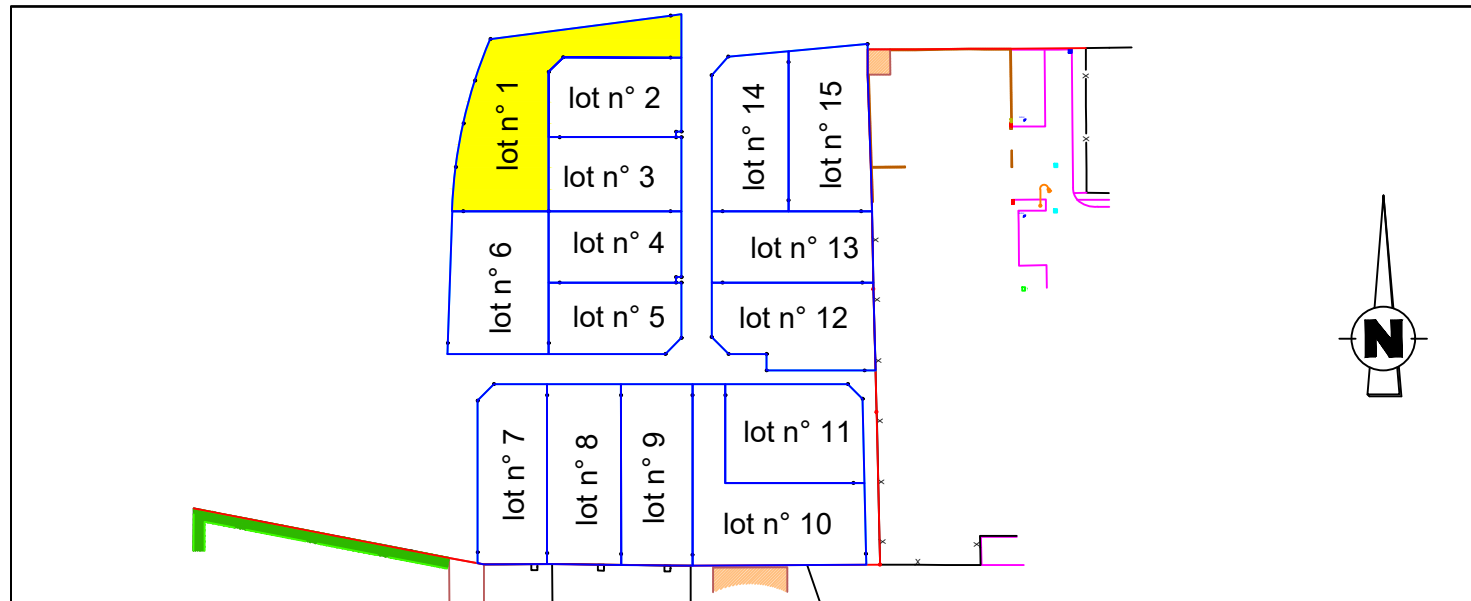 lot n° 1
lot n° 2
lot n° 3
lot n° 4
lot n° 5
lot n° 6
lot n° 14
lot n° 15
lot n° 13
lot n° 12
lot n° 7
lot n° 8
lot n° 9
lot n° 11
lot n° 10
N